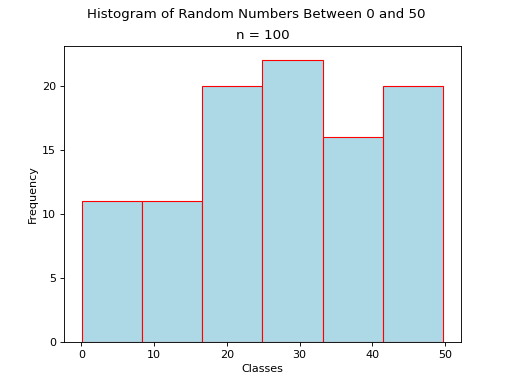 Histogram of Random Numbers Between 0 and 50
n = 100
20
15
10
5
0
Frequency
0 10 20 30 40 50
Classes